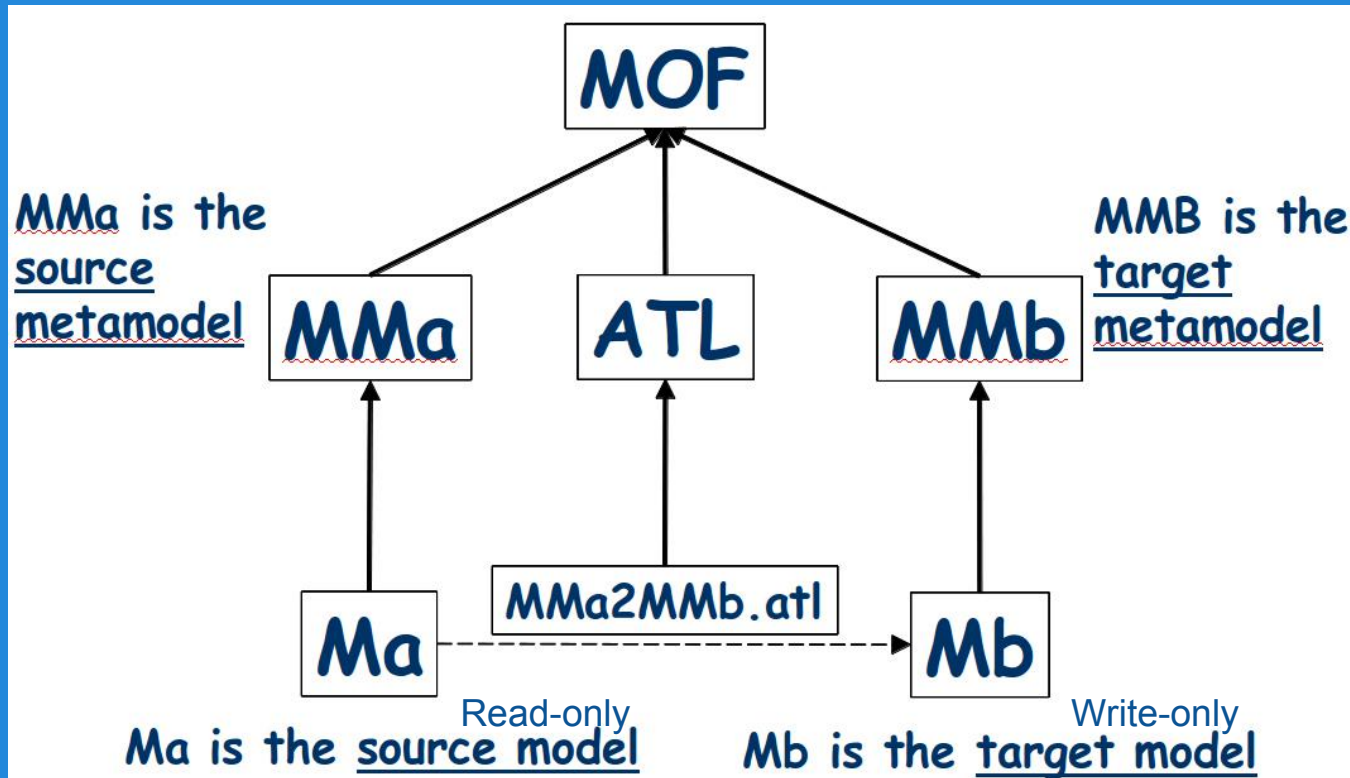 MOF
MMa is the
source
metamodel
MMB is the
target
metamodel
MMa
ATL
MMb
MMa2MMb.atl
Ma
Mb
Read-only
Write-only
Ma is the source model
Mb is the target model